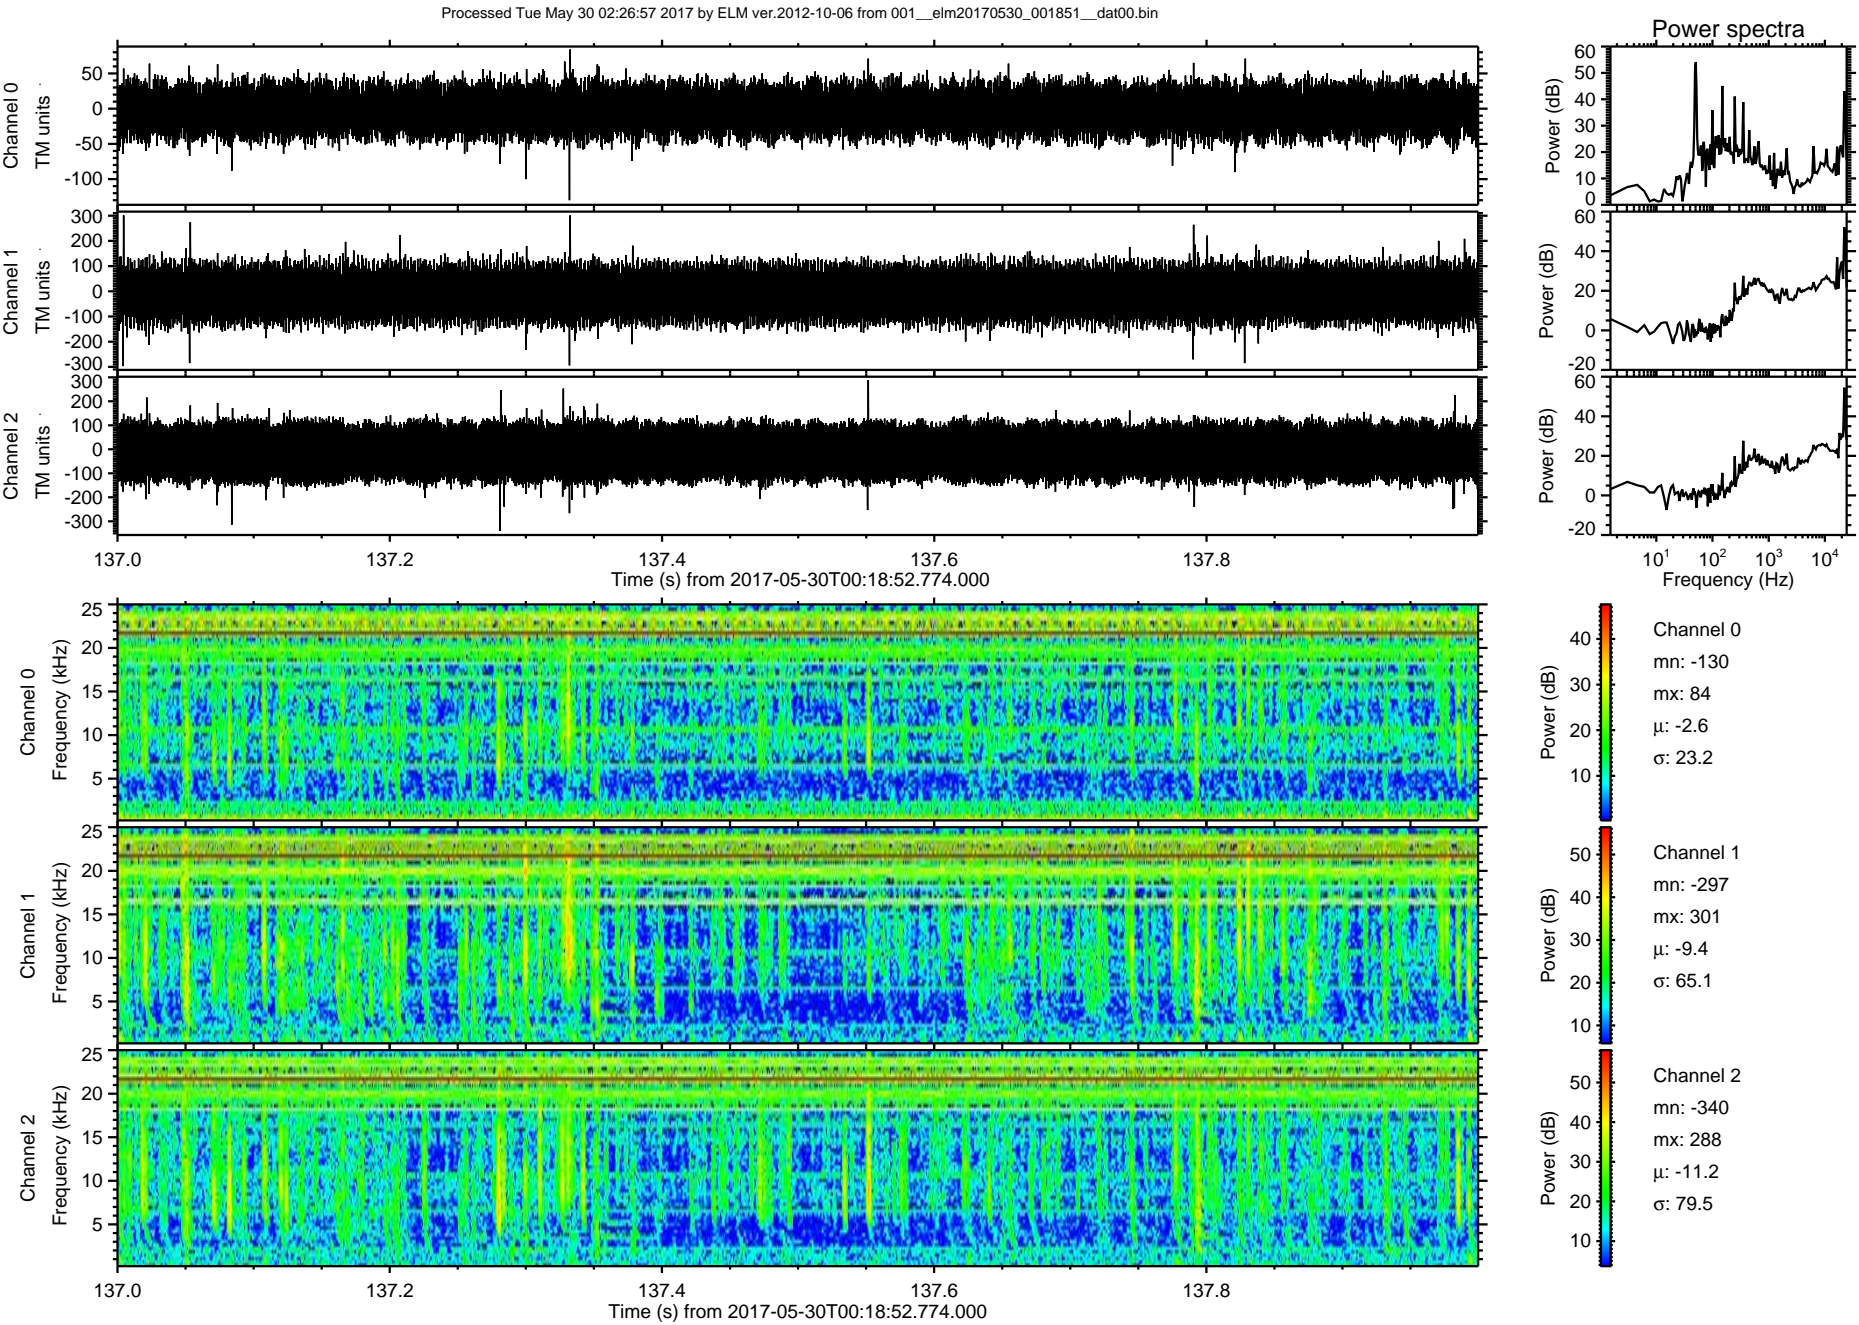 Processed Tue May 30 02:26:57 2017 by ELM ver.2012-10-06 from 001__elm20170530_001851__dat00.bin
Power spectra
Channel 0
TM units
50
0
-50
-100
Power (dB)
60
50
40
30
20
10
0
Channel 1
TM units
300
200
100
0
-100
-200
-300
Power (dB)
60
40
20
0
-20
Channel 2
TM units
300
200
100
0
-100
-200
-300
Power (dB)
60
40
20
0
-20
137.0 137.2 137.4 137.6 137.8
Time (s) from 2017-05-30T00:18:52.774.000
10¹ 10² 10³ 10⁴
Frequency (Hz)
Channel 0
Frequency (kHz)
25
20
15
10
5
Power (dB)
40
30
20
10
Channel 0
mn: -130
mx: 84
μ: -2.6
σ: 23.2
Channel 1
Frequency (kHz)
25
20
15
10
5
Power (dB)
50
40
30
20
10
Channel 1
mn: -297
mx: 301
μ: -9.4
σ: 65.1
Channel 2
Frequency (kHz)
25
20
15
10
5
Power (dB)
50
40
30
20
10
Channel 2
mn: -340
mx: 288
μ: -11.2
σ: 79.5
137.0 137.2 137.4 137.6 137.8
Time (s) from 2017-05-30T00:18:52.774.000